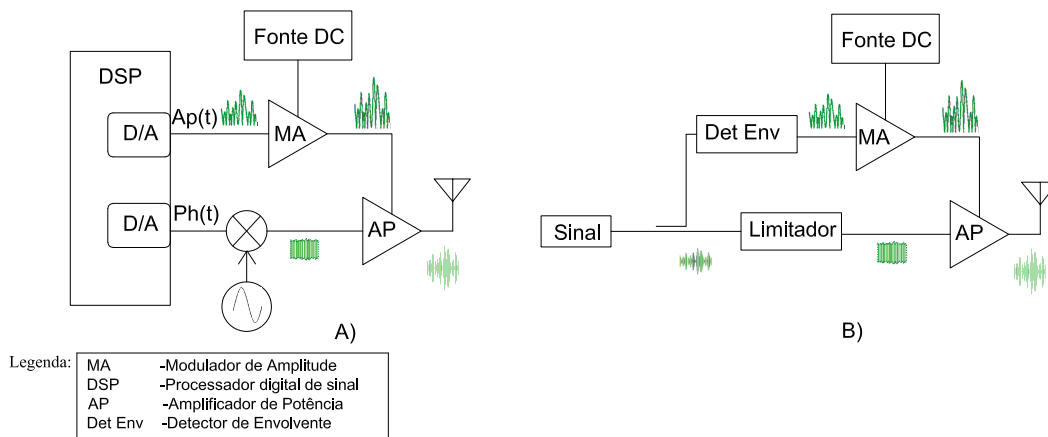 Fonte DC
DSP
D/A
Ap(t)
MA
D/A
Ph(t)
AP
A)
Fonte DC
Det Env
MA
Sinal
Limitador
AP
B)
Legenda:
MA -Modulador de Amplitude
DSP -Processador digital de sinal
AP -Amplificador de Potência
Det Env -Detector de Envolvente